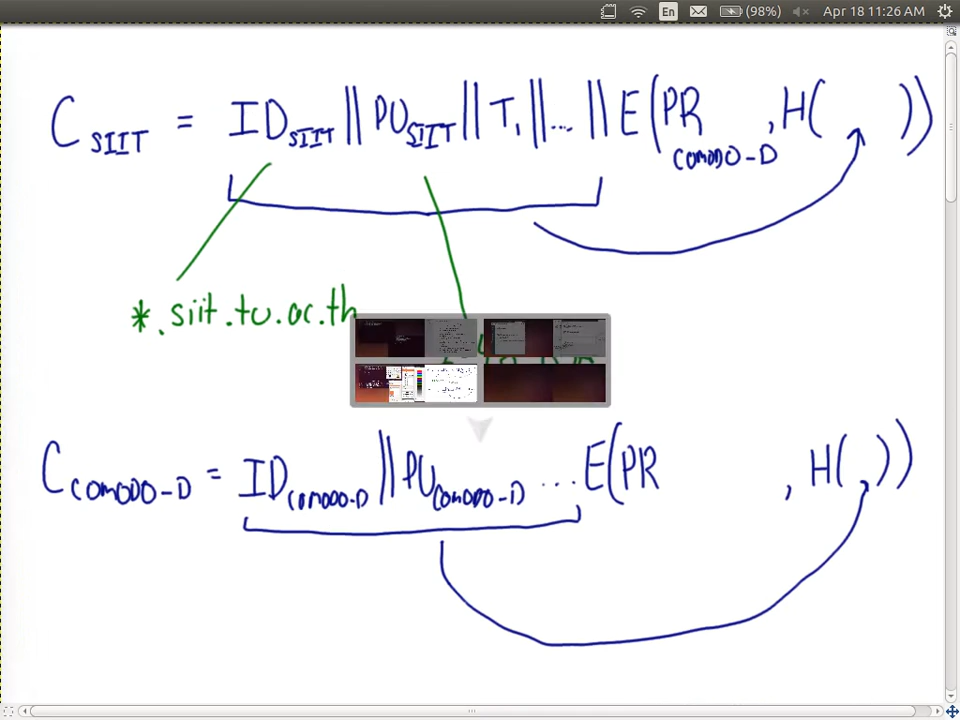 En (98%) Apr 18 11:26 AM
C SIIT = ID SIIT || PU SIIT || T₁ || ... || E(PR COMODO-D , H( ))
*.siit.tu.ac.th
C COMODO-D = ID COMODO-D || PU COMODO-D ... E(PR , H( , ))